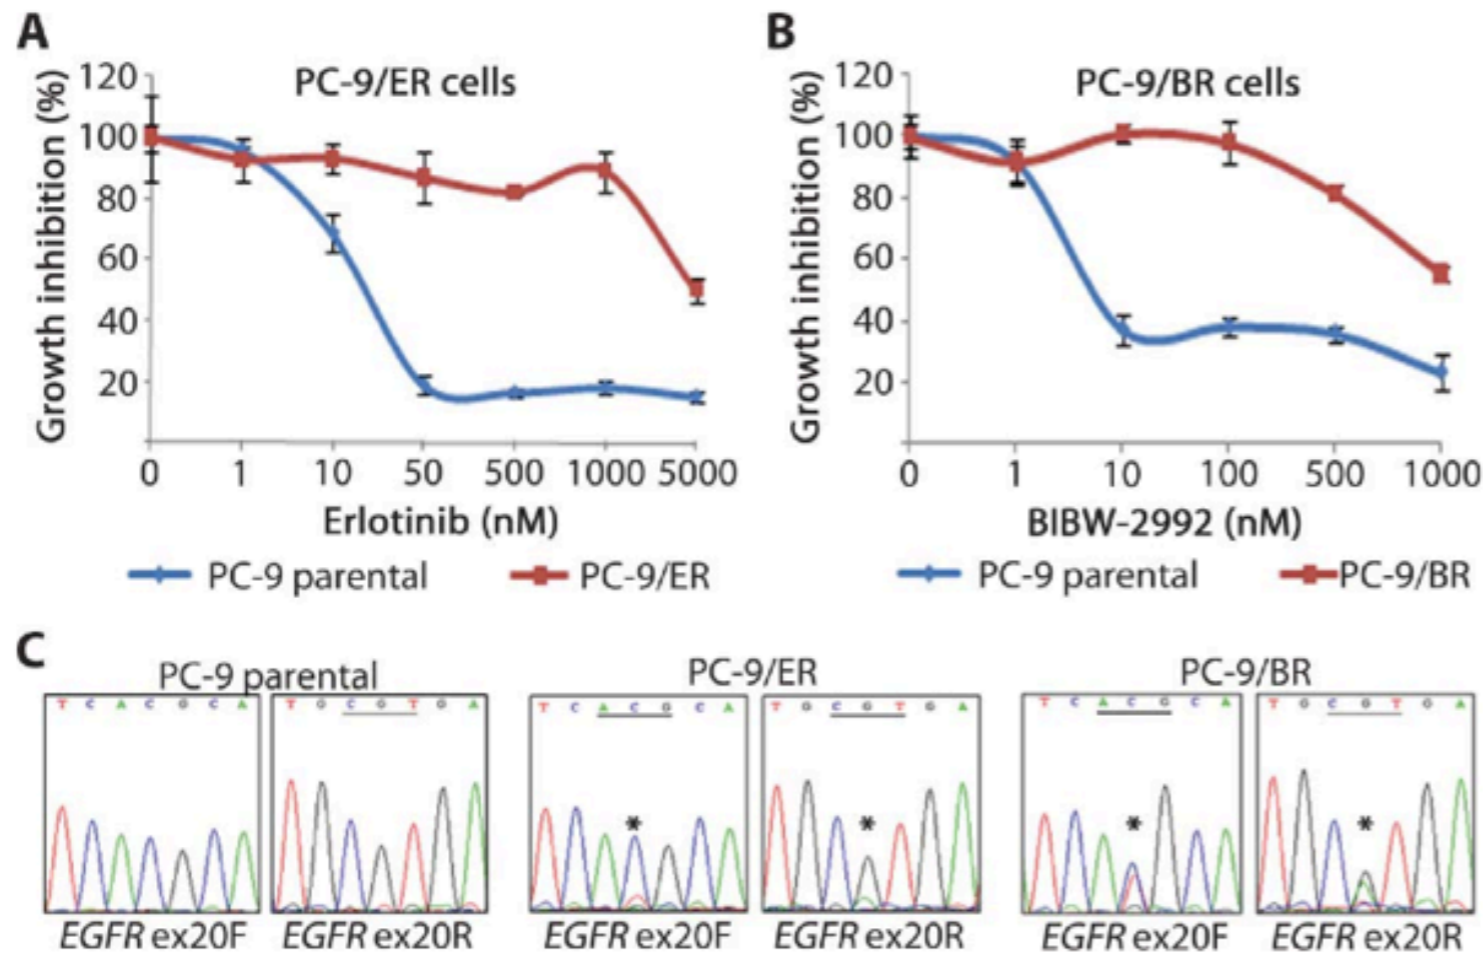 A
PC-9/ER cells
Growth inhibition (%)
120
100
80
60
40
20
0 1 10 50 500 1000 5000
Erlotinib (nM)
PC-9 parental PC-9/ER
B
PC-9/BR cells
Growth inhibition (%)
120
100
80
60
40
20
0 1 10 100 500 1000
BIBW-2992 (nM)
PC-9 parental PC-9/BR
C
PC-9 parental PC-9/ER PC-9/BR
T C A C G C A T G C G T G A T C A C G C A T G C G T G A T C A C G C A T G C G T G A
* * * *
EGFR ex20F EGFR ex20R EGFR ex20F EGFR ex20R EGFR ex20F EGFR ex20R